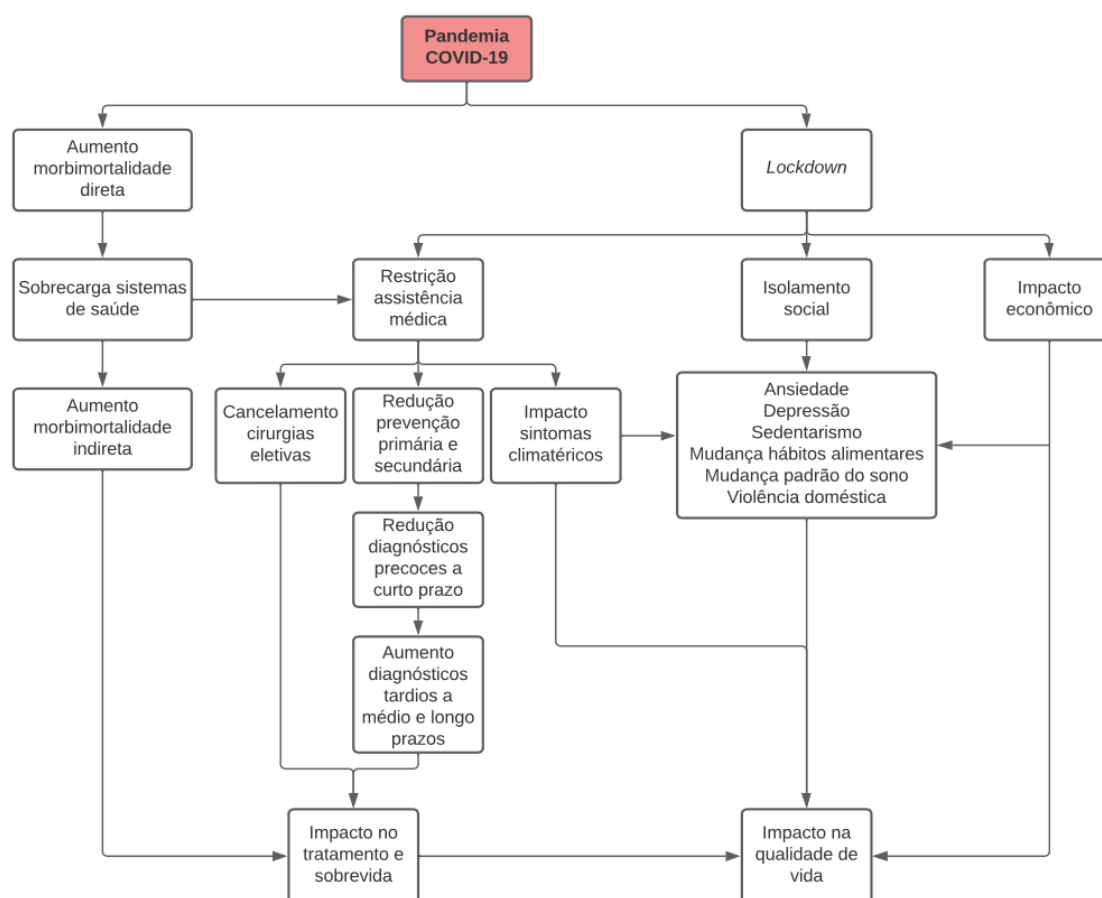 Pandemia
COVID-19
Aumento
morbimortalidade
direta
Lockdown
Sobrecarga sistemas
de saúde
Restrição
assistência
médica
Isolamento
social
Impacto
econômico
Aumento
morbimortalidade
indireta
Cancelamento
cirurgias
eletivas
Redução
prevenção
primária e
secundária
Impacto
sintomas
climatéricos
Ansiedade
Depressão
Sedentarismo
Mudança hábitos alimentares
Mudança padrão do sono
Violência doméstica
Redução
diagnósticos
precoces a
curto prazo
Aumento
diagnósticos
tardios a
médio e longo
prazos
Impacto no
tratamento e
sobrevida
Impacto na
qualidade de
vida